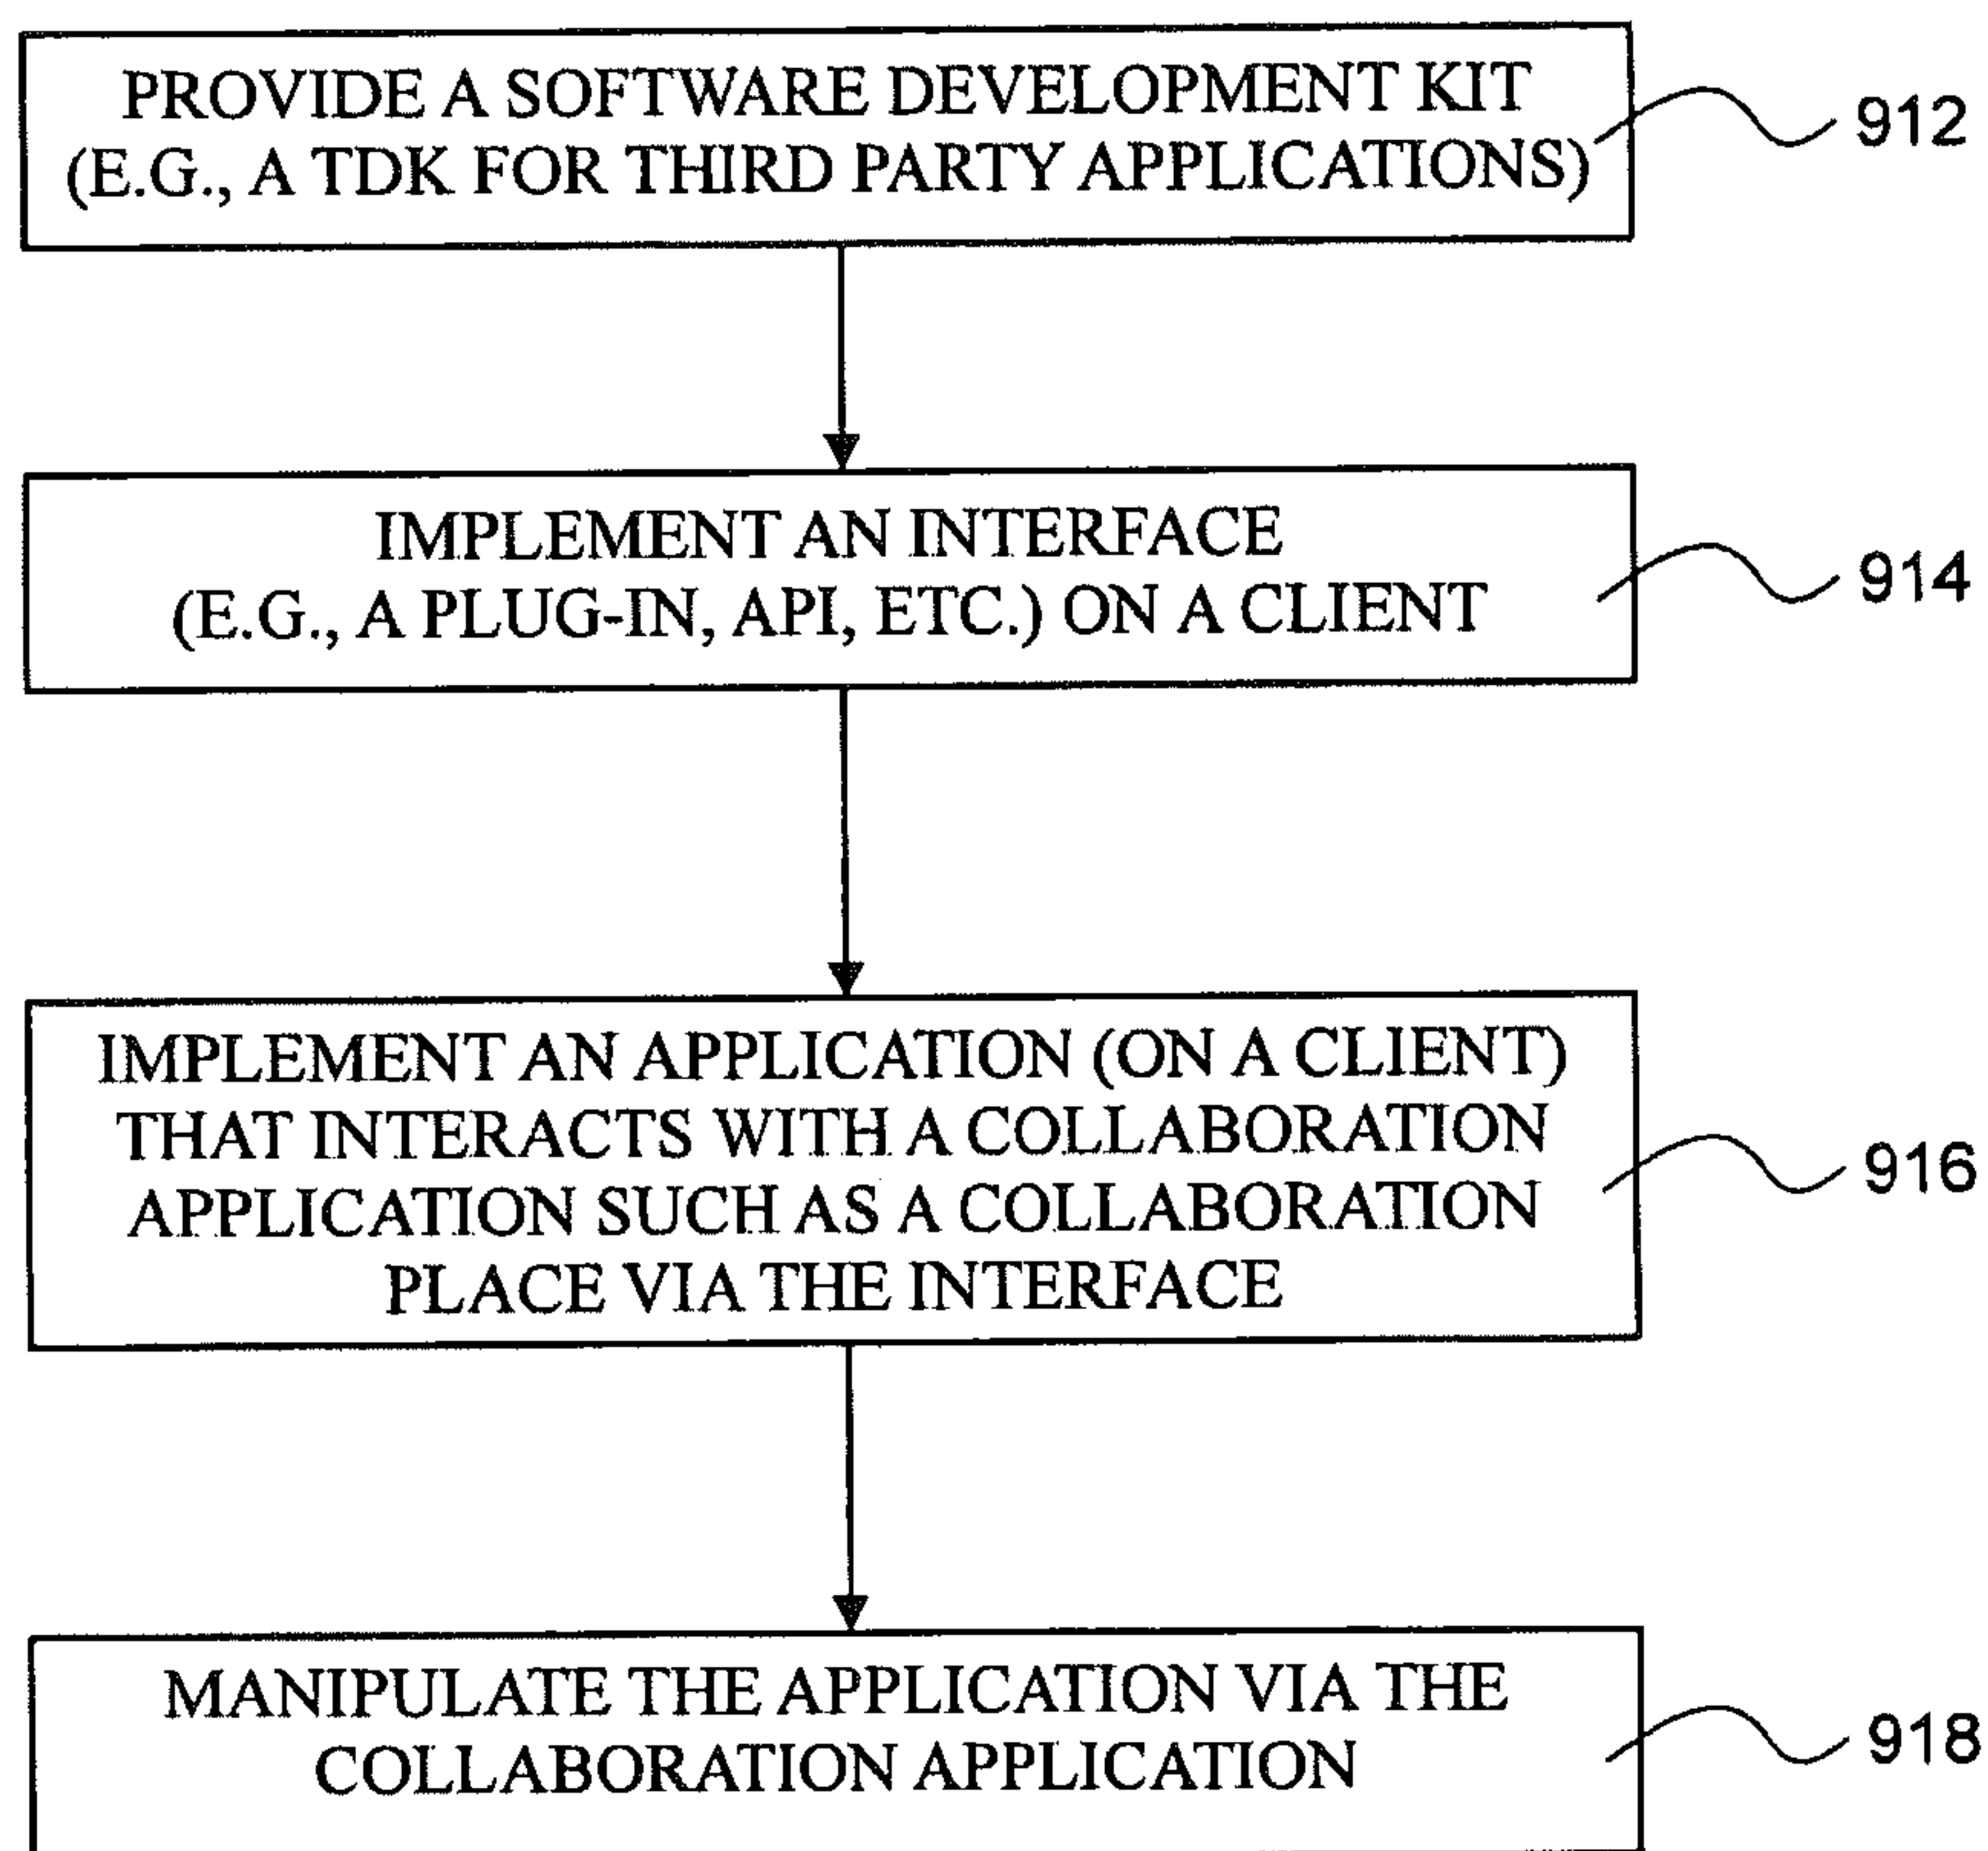 PROVIDE A SOFTWARE DEVELOPMENT KIT
(E.G., A TDK FOR THIRD PARTY APPLICATIONS)
912
IMPLEMENT AN INTERFACE
(E.G., A PLUG-IN, API, ETC.) ON A CLIENT
914
IMPLEMENT AN APPLICATION (ON A CLIENT)
THAT INTERACTS WITH A COLLABORATION
APPLICATION SUCH AS A COLLABORATION
PLACE VIA THE INTERFACE
916
MANIPULATE THE APPLICATION VIA THE
COLLABORATION APPLICATION
918